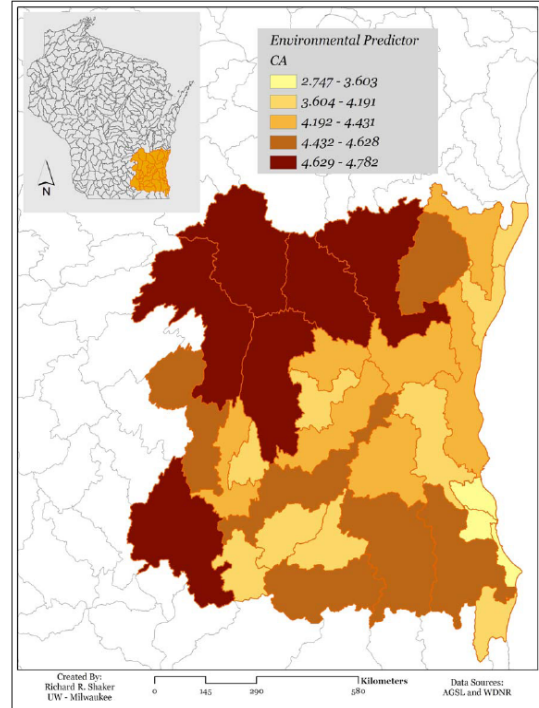 Environmental Predictor
CA
2.747 - 3.603
3.604 - 4.191
4.192 - 4.431
4.432 - 4.628
4.629 - 4.782
N
Created By:
Richard R. Shaker
UW - Milwaukee
Kilometers
0 145 290 580
Data Sources:
AGSL and WDNR